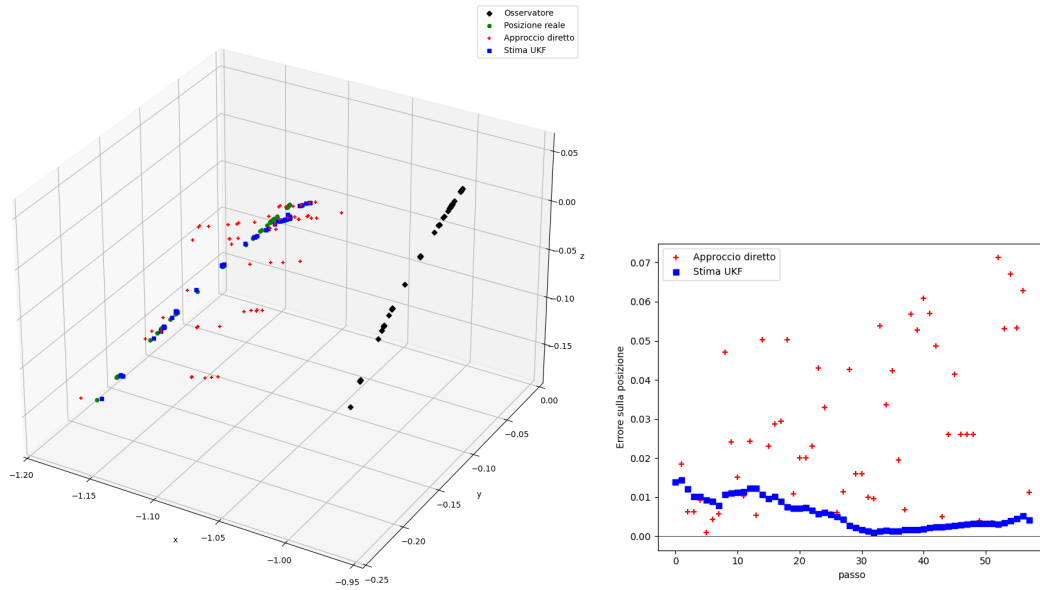 Osservatore
Posizione reale
Approccio diretto
Stima UKF
0.05
0.00
−0.05
z
−0.10
−0.15
0.00
−0.05
−0.10
y
−0.15
−0.20
−0.25
−1.20
−1.15
−1.10
x
−1.05
−1.00
−0.95
Approccio diretto
Stima UKF
Errore sulla posizione
0.07
0.06
0.05
0.04
0.03
0.02
0.01
0.00
0
10
20
30
40
50
passo